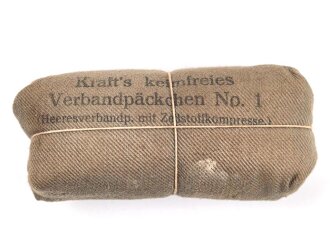 Kraft's keimfreies
Verbandpäckchen No. 1
(Heeresverbandp. mit Zellstoffkompresse.)